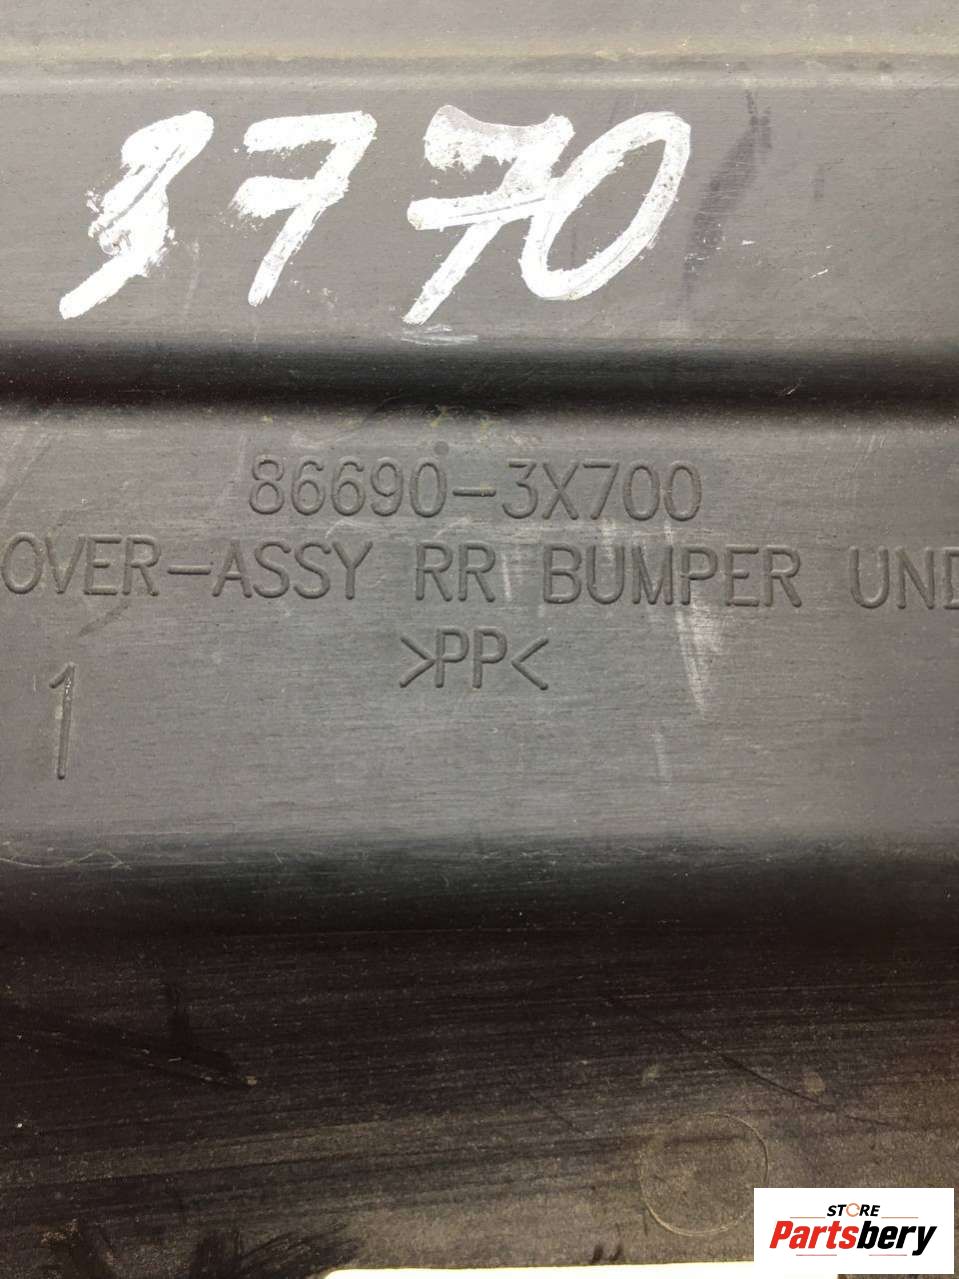 3770
86690-3X700
OVER-ASSY RR BUMPER UND
>PP<
1
STORE
Partsbery